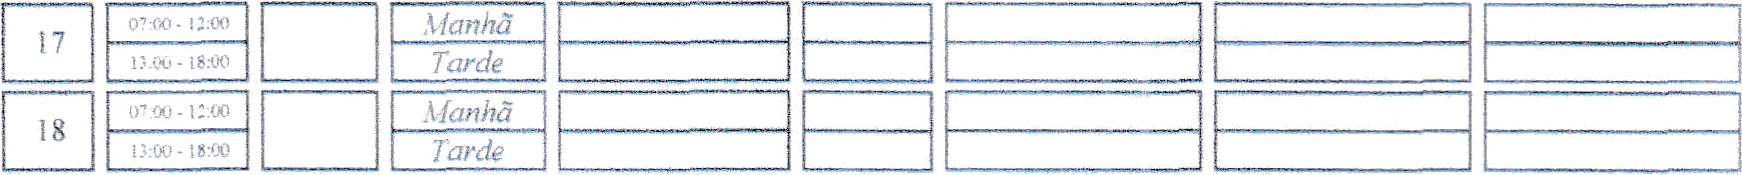 17 07:00 - 12:00 Manhã
13:00 - 18:00 Tarde
18 07:00 - 12:00 Manhã
13:00 - 18:00 Tarde